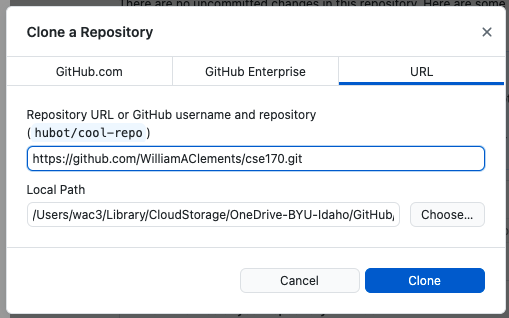 There are no uncommitted changes in this repository. Here are some
Clone a Repository
GitHub.com
GitHub Enterprise
URL
Repository URL or GitHub username and repository
( hubot/cool-repo )
https://github.com/WilliamAClements/cse170.git
Local Path
/Users/wac3/Library/CloudStorage/OneDrive-BYU-Idaho/GitHub/
Choose...
Cancel
Clone